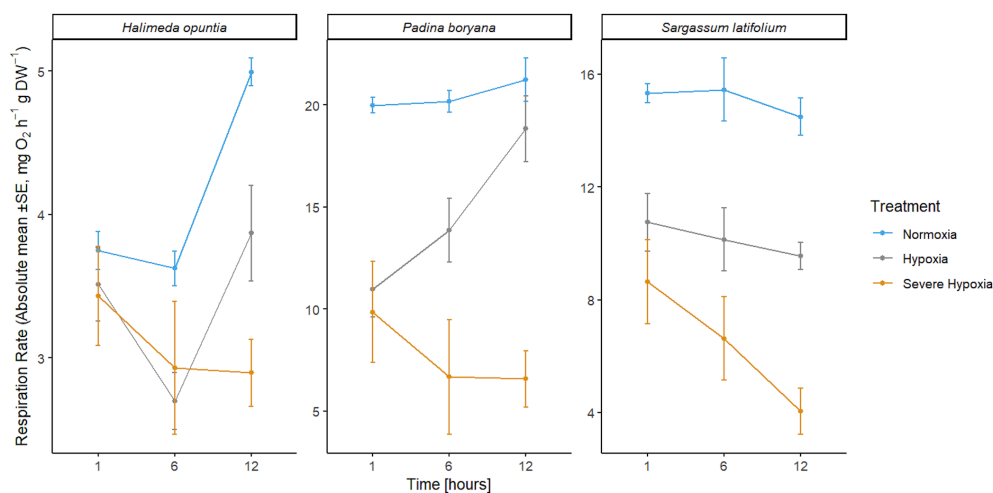 Halimeda opuntia
Padina boryana
Sargassum latifolium
Respiration Rate (Absolute mean ±SE, mg O₂ h⁻¹ g DW⁻¹)
5
4
3
20
15
10
5
16
12
8
4
1 6 12
1 6 12
1 6 12
Time [hours]
Treatment
Normoxia
Hypoxia
Severe Hypoxia